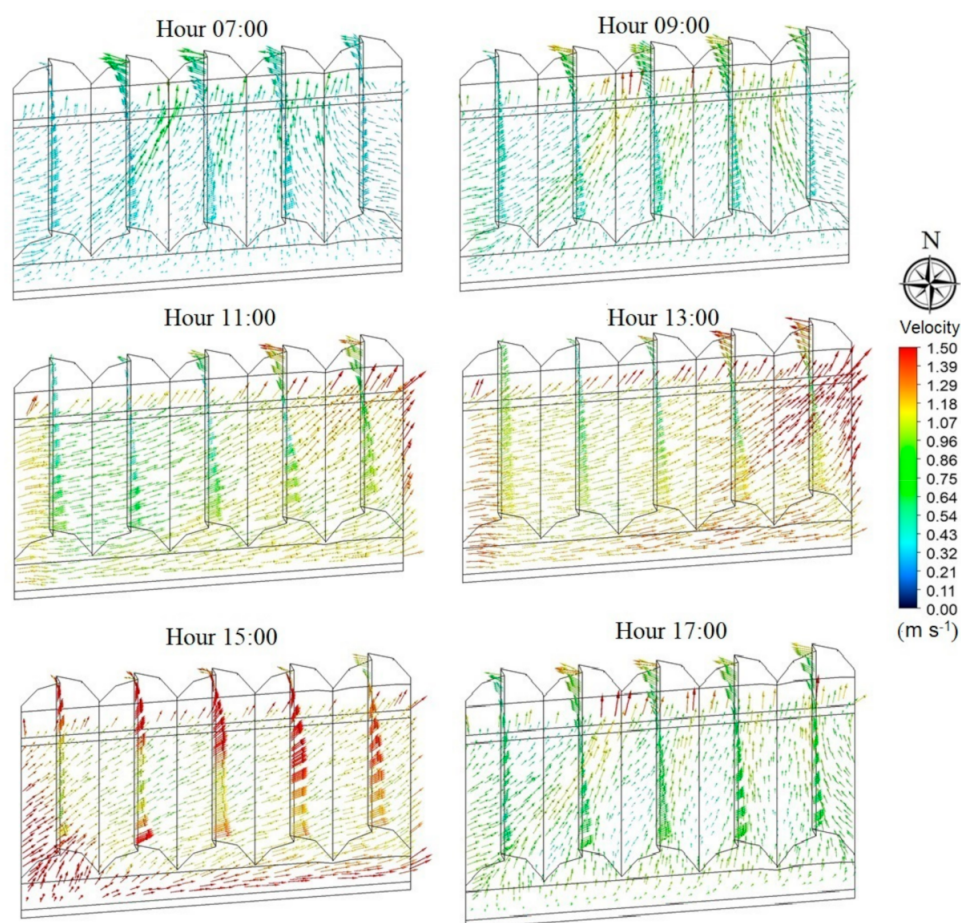 Hour 07:00
Hour 09:00
Hour 11:00
Hour 13:00
Hour 15:00
Hour 17:00
N
Velocity
1.50
1.39
1.29
1.18
1.07
0.96
0.86
0.75
0.64
0.54
0.43
0.32
0.21
0.11
0.00
(m s⁻¹)